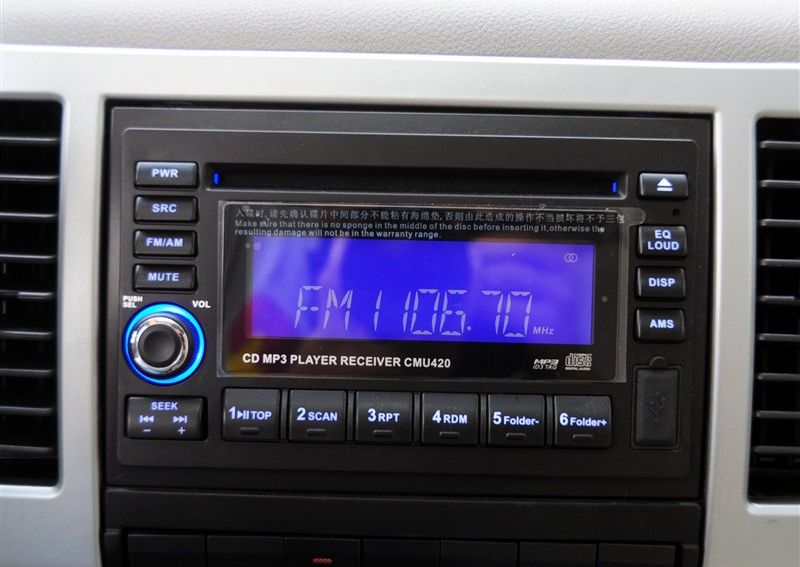 PWR
SRC
FM/AM
MUTE
PUSH
SEL
VOL
入碟时,请先确认碟片中间部分不能粘有海绵垫,否则由此造成的操作不当损坏将不予三包
Make sure that there is no sponge in the middle of the disc before inserting it,otherwise the
resulting damage will not be in the warranty range.
FM1 106.70 MHz
CD MP3 PLAYER RECEIVER CMU420
MP3
ID3 TAG
COMPACT
DISC
DIGITAL AUDIO
EQ
LOUD
DISP
AMS
SEEK
- +
1 TOP
2 SCAN
3 RPT
4 RDM
5 Folder-
6 Folder+